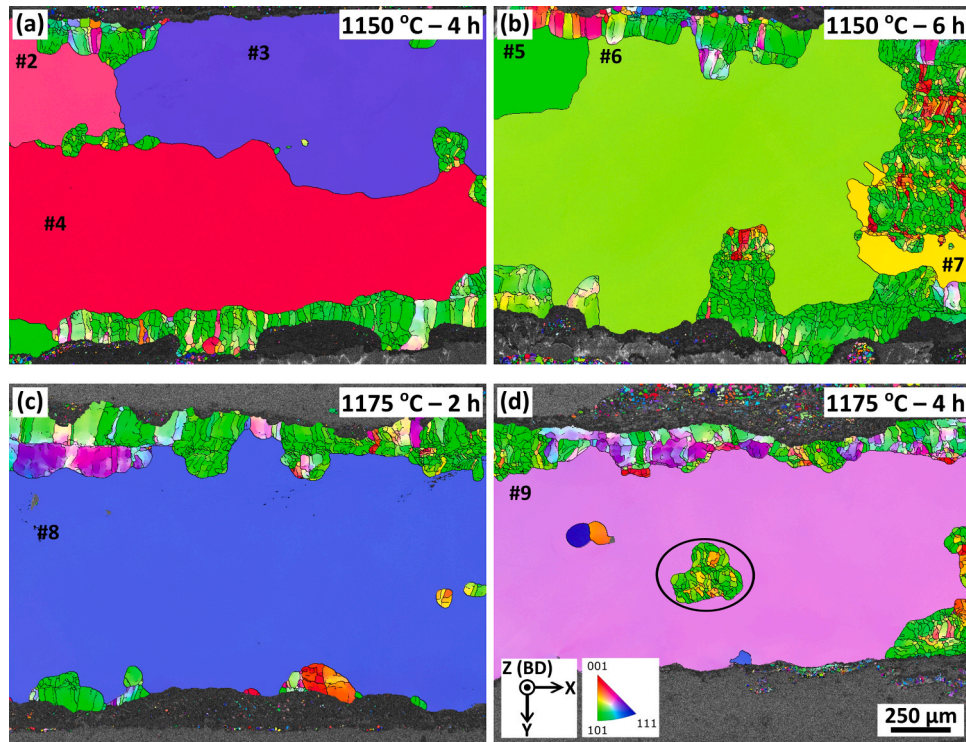 (a)
1150 °C – 4 h
#2
#3
#4
(b)
1150 °C – 6 h
#5
#6
#7
(c)
1175 °C – 2 h
#8
(d)
1175 °C – 4 h
#9
Z (BD)
X
Y
001
101
111
250 µm